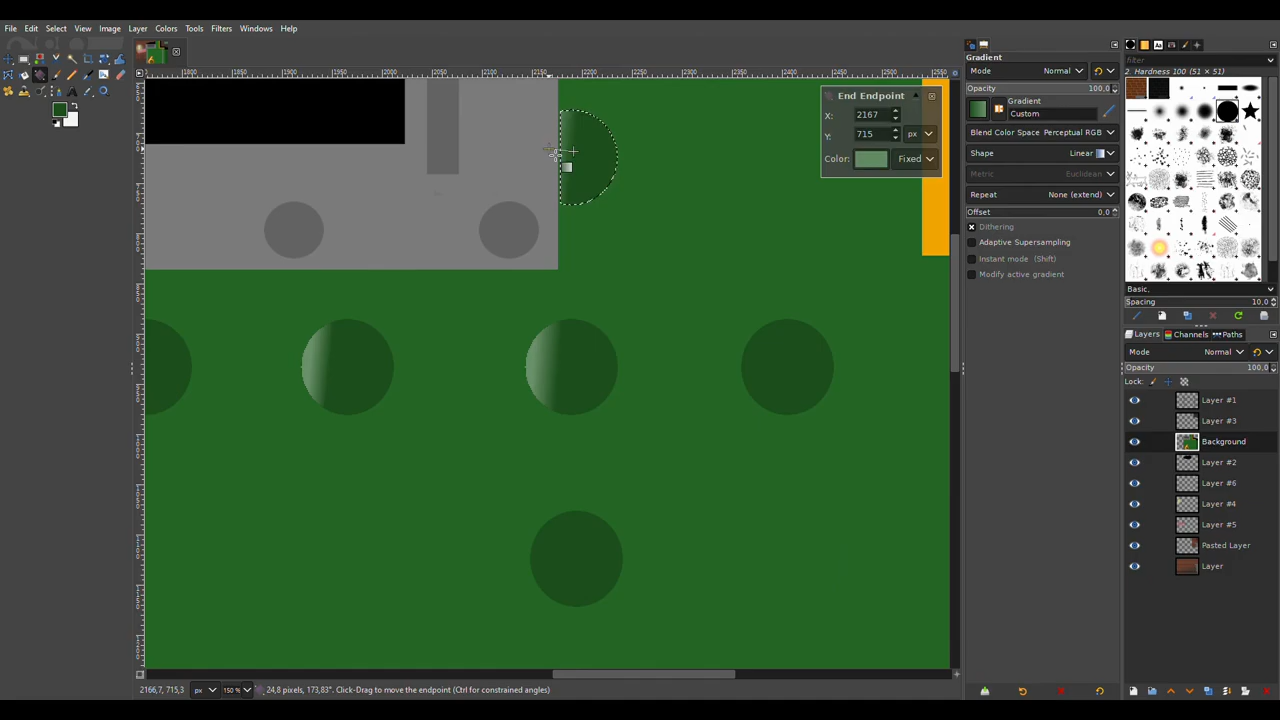 File Edit Select View Image Layer Colors Tools Filters Windows Help
End Endpoint
X: 2167
Y: 715 px
Color: Fixed
Gradient
Mode Normal
Opacity 100,0
Gradient
Custom
Blend Color Space Perceptual RGB
Shape Linear
Metric Euclidean
Repeat None (extend)
Offset 0,0
Dithering
Adaptive Supersampling
Instant mode (Shift)
Modify active gradient
filter
2. Hardness 100 (51 × 51)
Basic,
Spacing 10,0
Layers Channels Paths
Mode Normal
Opacity 100,0
Lock:
Layer #1
Layer #3
Background
Layer #2
Layer #6
Layer #4
Layer #5
Pasted Layer
Layer
2166,7, 715,3 px 150 % 24,8 pixels, 173,83°. Click-Drag to move the endpoint (Ctrl for constrained angles)